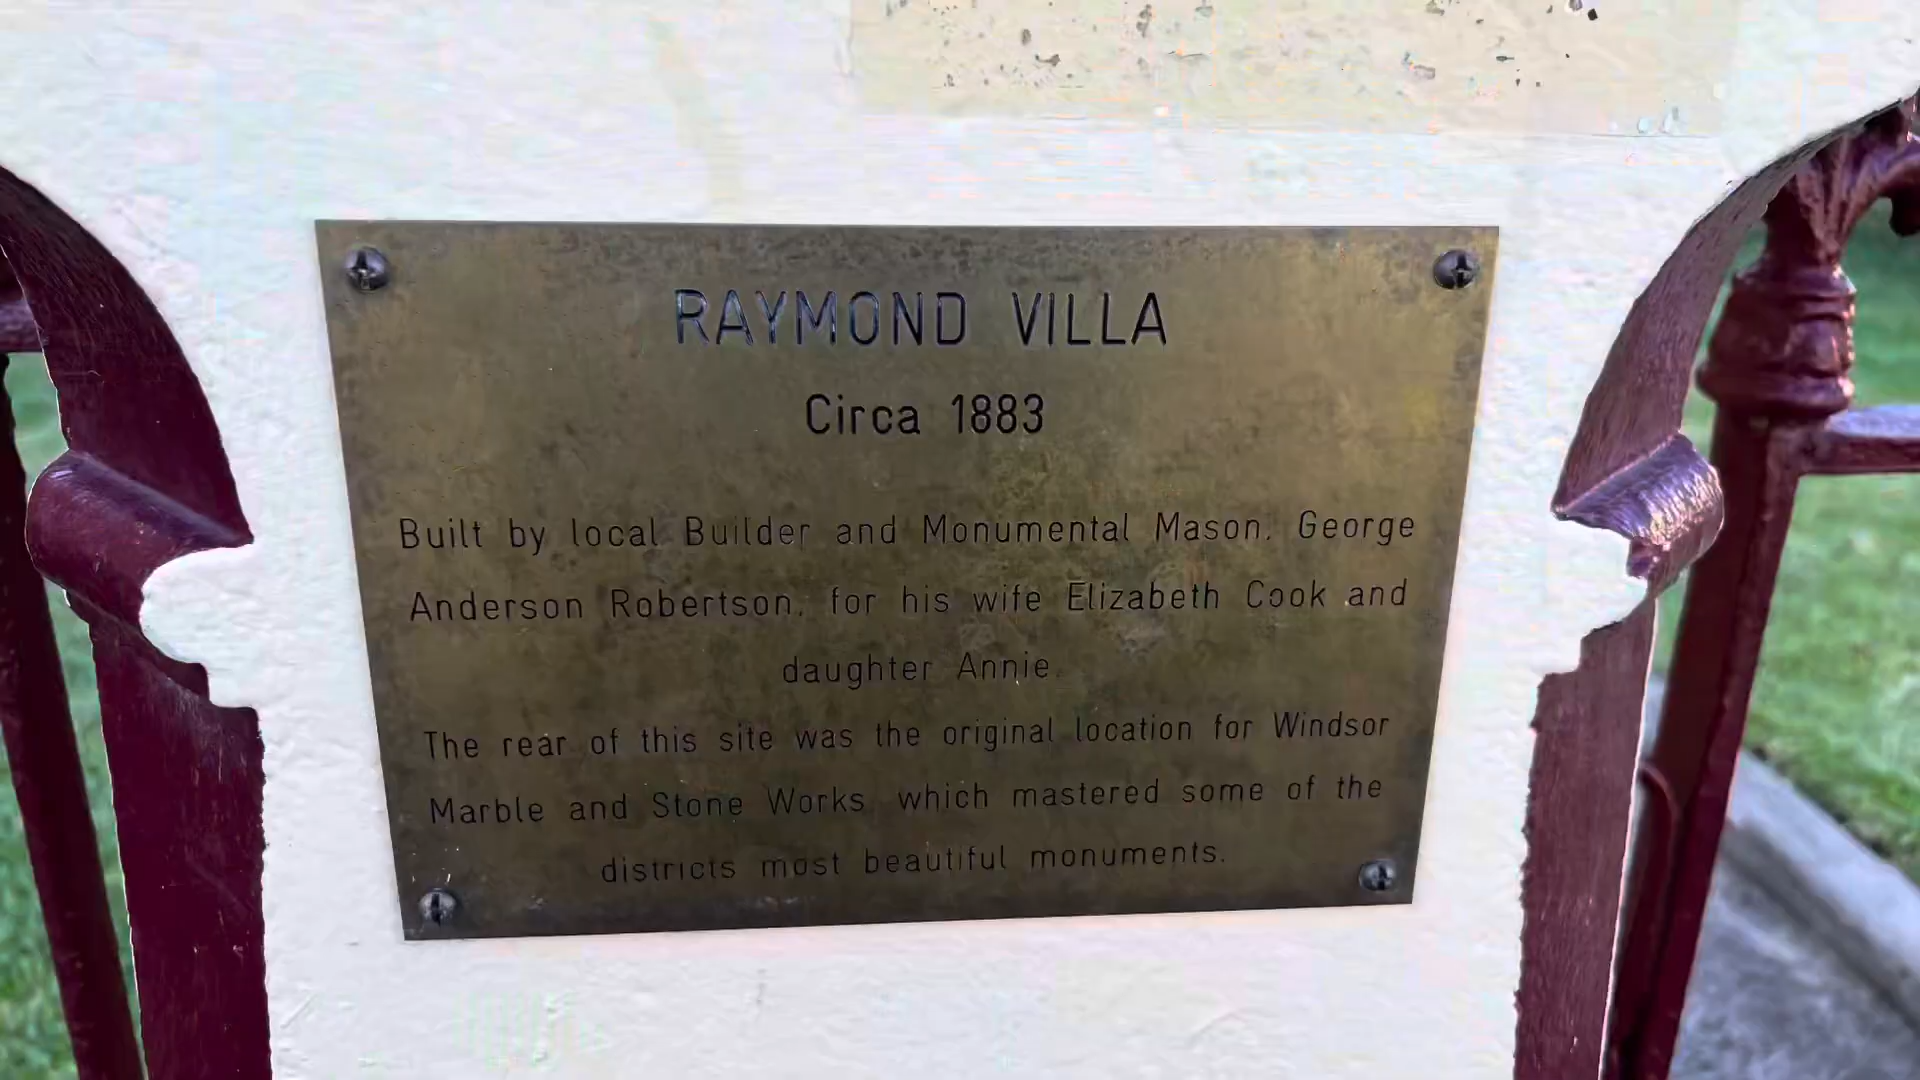 RAYMOND VILLA
Circa 1883
Built by local Builder and Monumental Mason, George
Anderson Robertson, for his wife Elizabeth Cook and
daughter Annie.
The rear of this site was the original location for Windsor
Marble and Stone Works which mastered some of the
districts most beautiful monuments.